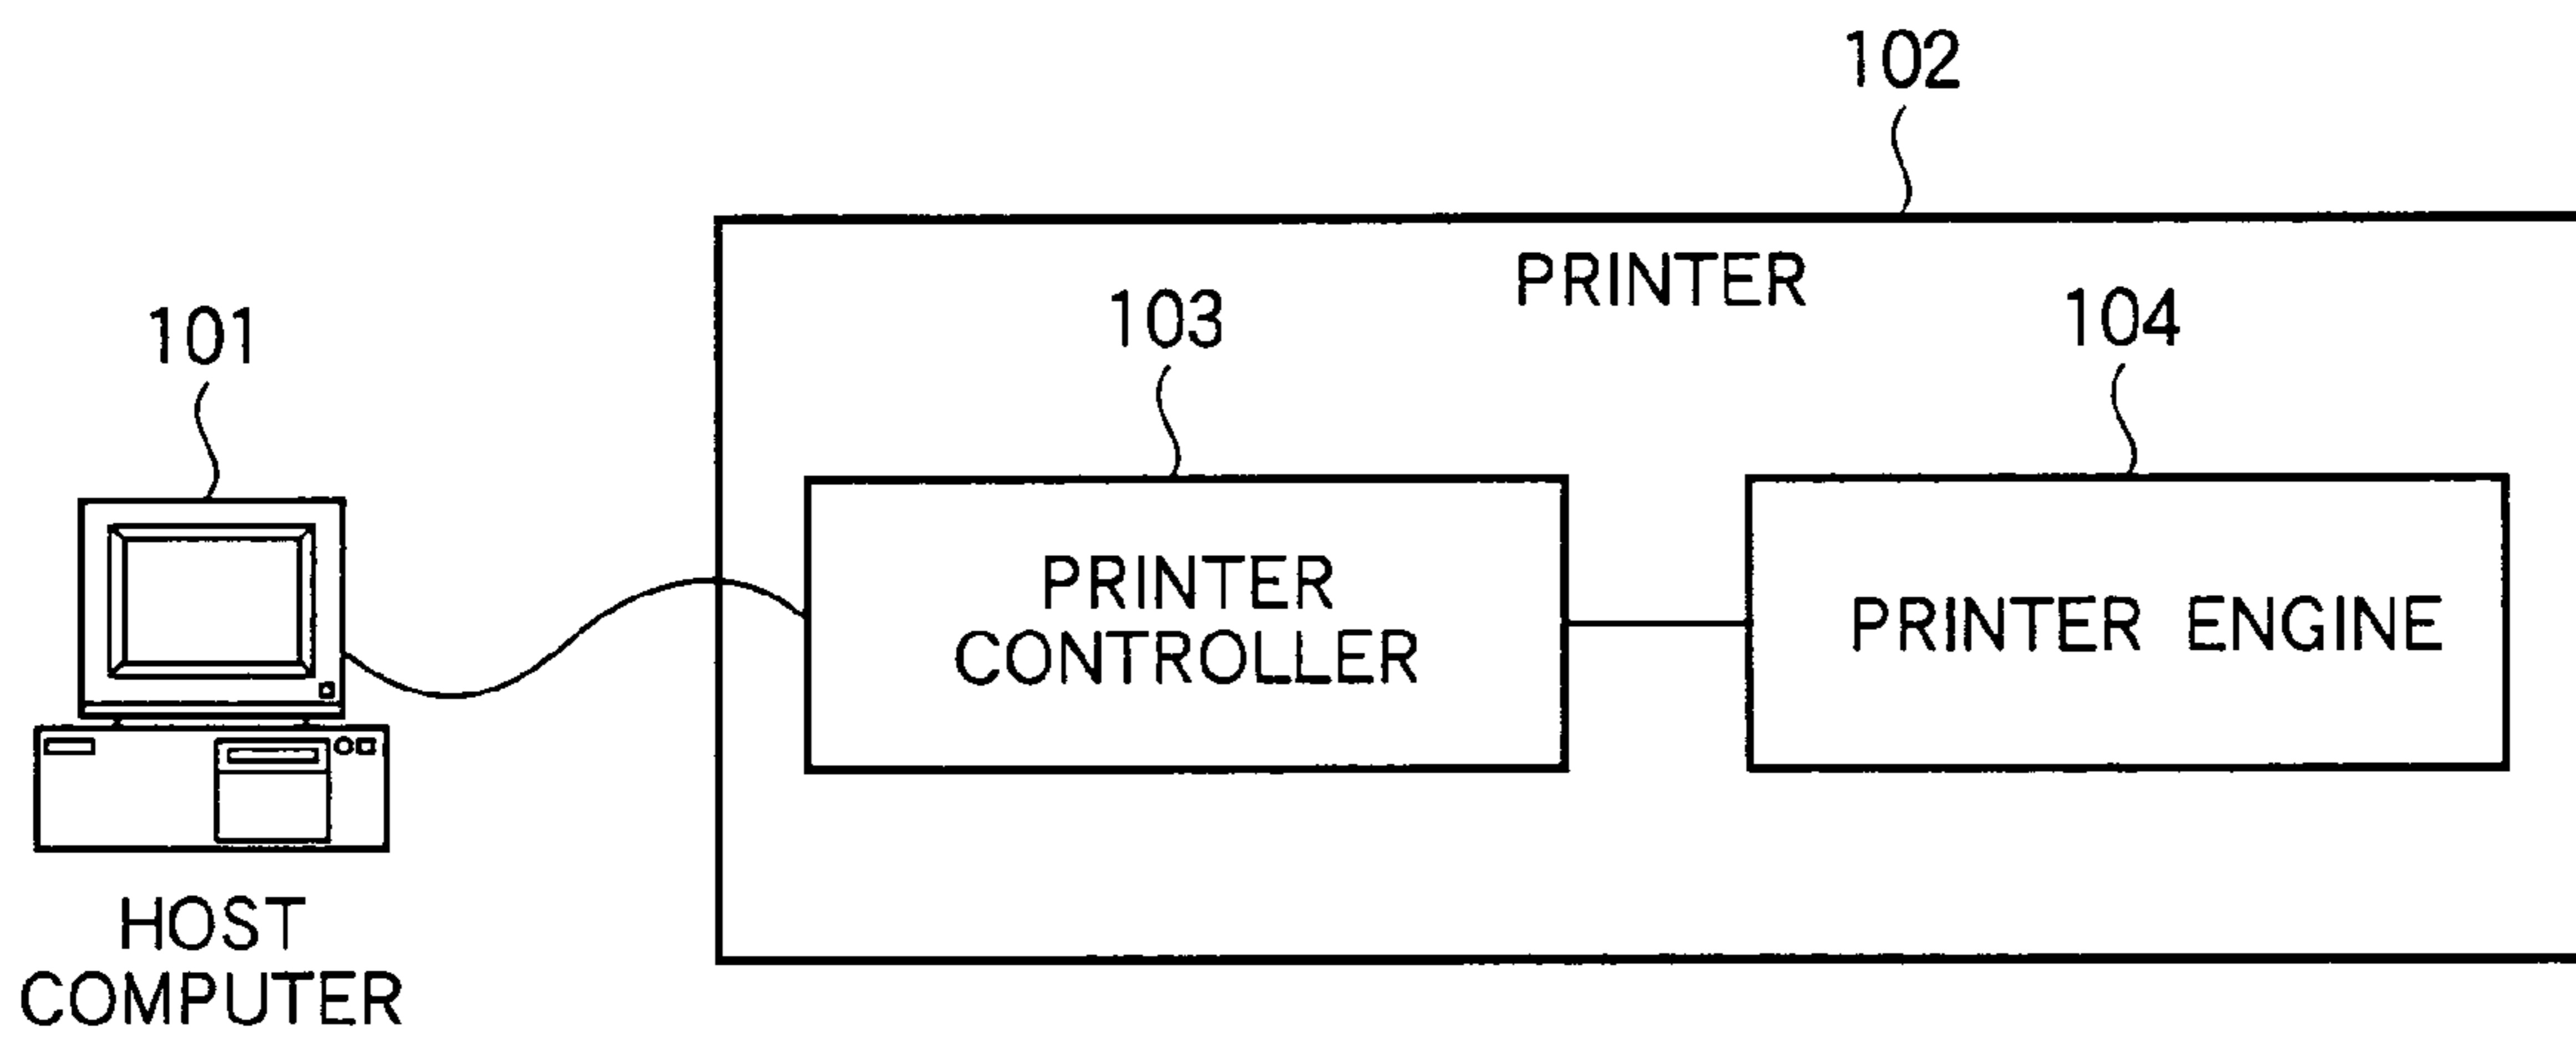 102
PRINTER
101
103
104
PRINTER
CONTROLLER
PRINTER ENGINE
HOST
COMPUTER